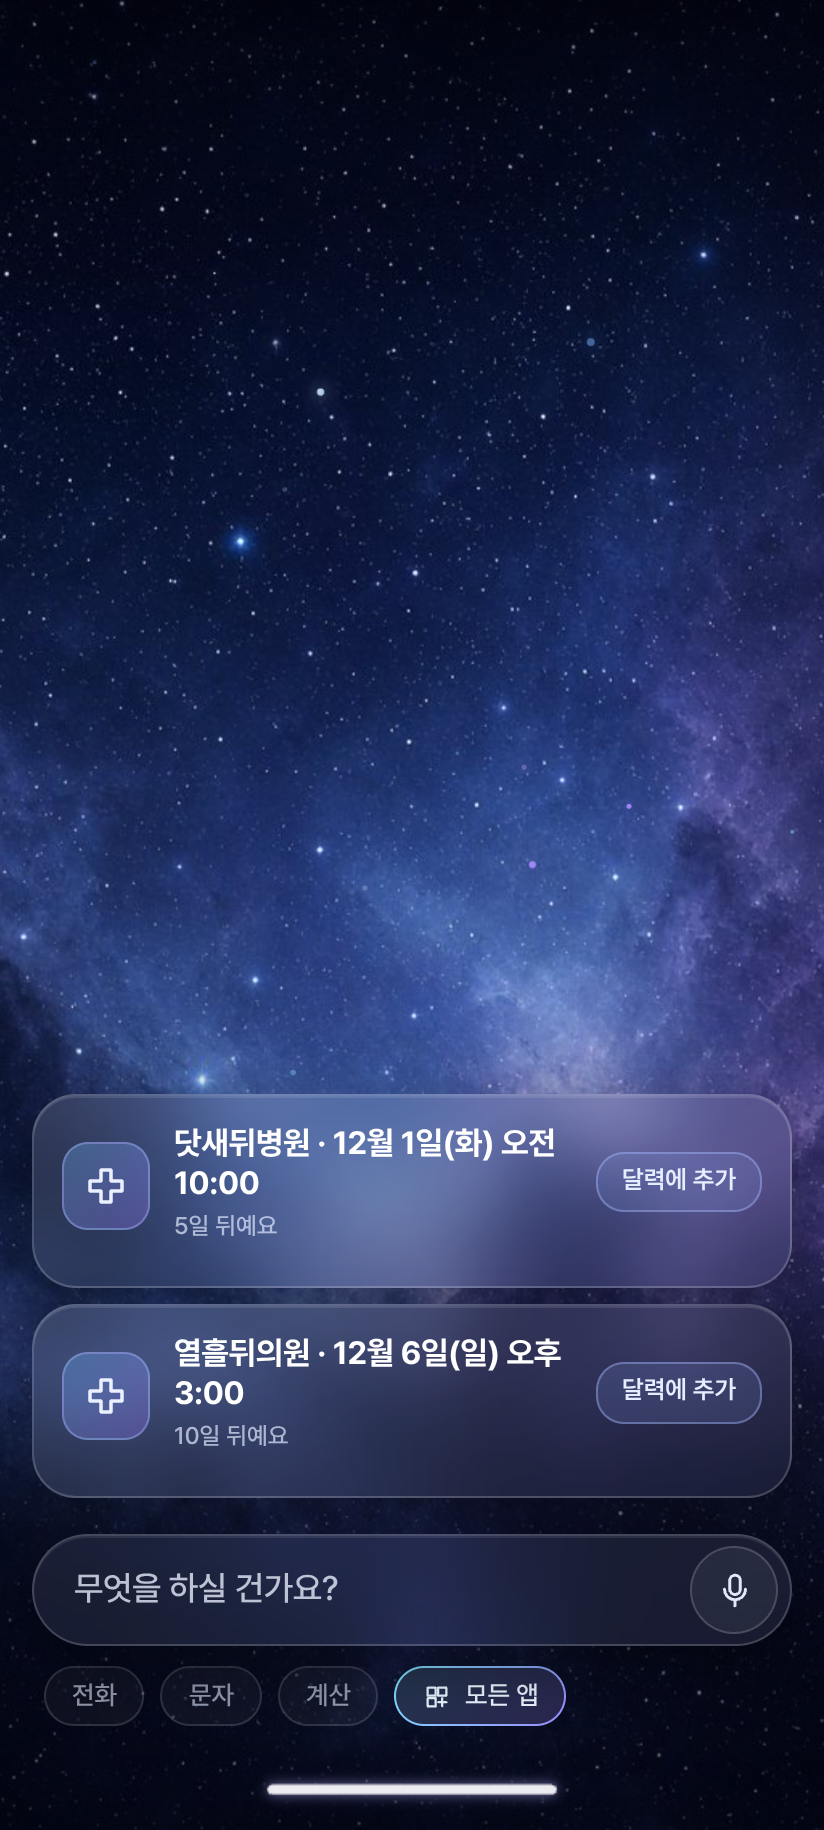 닷새뒤병원 · 12월 1일(화) 오전
10:00
5일 뒤예요
달력에 추가
열흘뒤의원 · 12월 6일(일) 오후
3:00
10일 뒤예요
달력에 추가
무엇을 하실 건가요?
전화
문자
계산
모든 앱